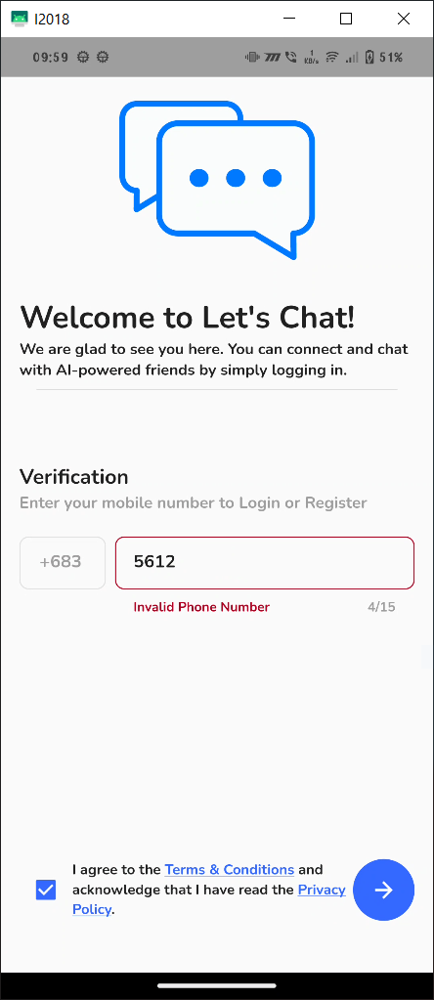 I2018
09:59
1
KB/s
51%
Welcome to Let's Chat!
We are glad to see you here. You can connect and chat
with AI-powered friends by simply logging in.
Verification
Enter your mobile number to Login or Register
+683
5612
Invalid Phone Number
4/15
I agree to the Terms & Conditions and
acknowledge that I have read the Privacy
Policy.